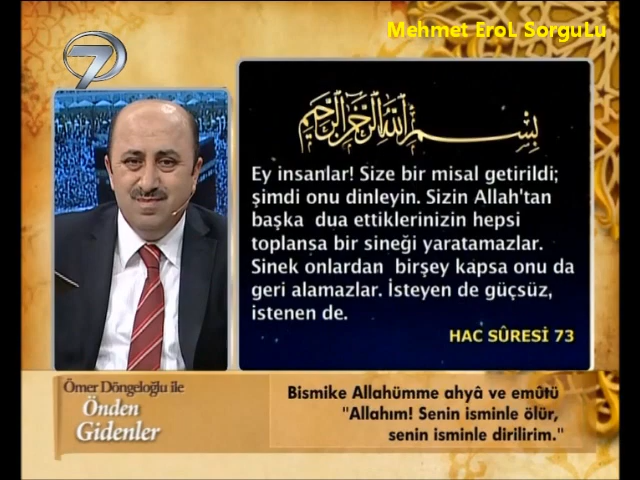 Mehmet EroL SorguLu
7
بِسْمِ اللَّهِ الرَّحْمَنِ الرَّحِيمِ
Ey insanlar! Size bir misal getirildi;
şimdi onu dinleyin. Sizin Allah'tan
başka dua ettiklerinizin hepsi
toplansa bir sineği yaratamazlar.
Sinek onlardan birşey kapsa onu da
geri alamazlar. İsteyen de güçsüz,
istenen de.
HAC SÛRESİ 73
Ömer Döngeloğlu ile
Önden
Gidenler
Bismike Allahümme ahyâ ve emûtü
"Allahım! Senin isminle ölür,
senin isminle dirilirim."